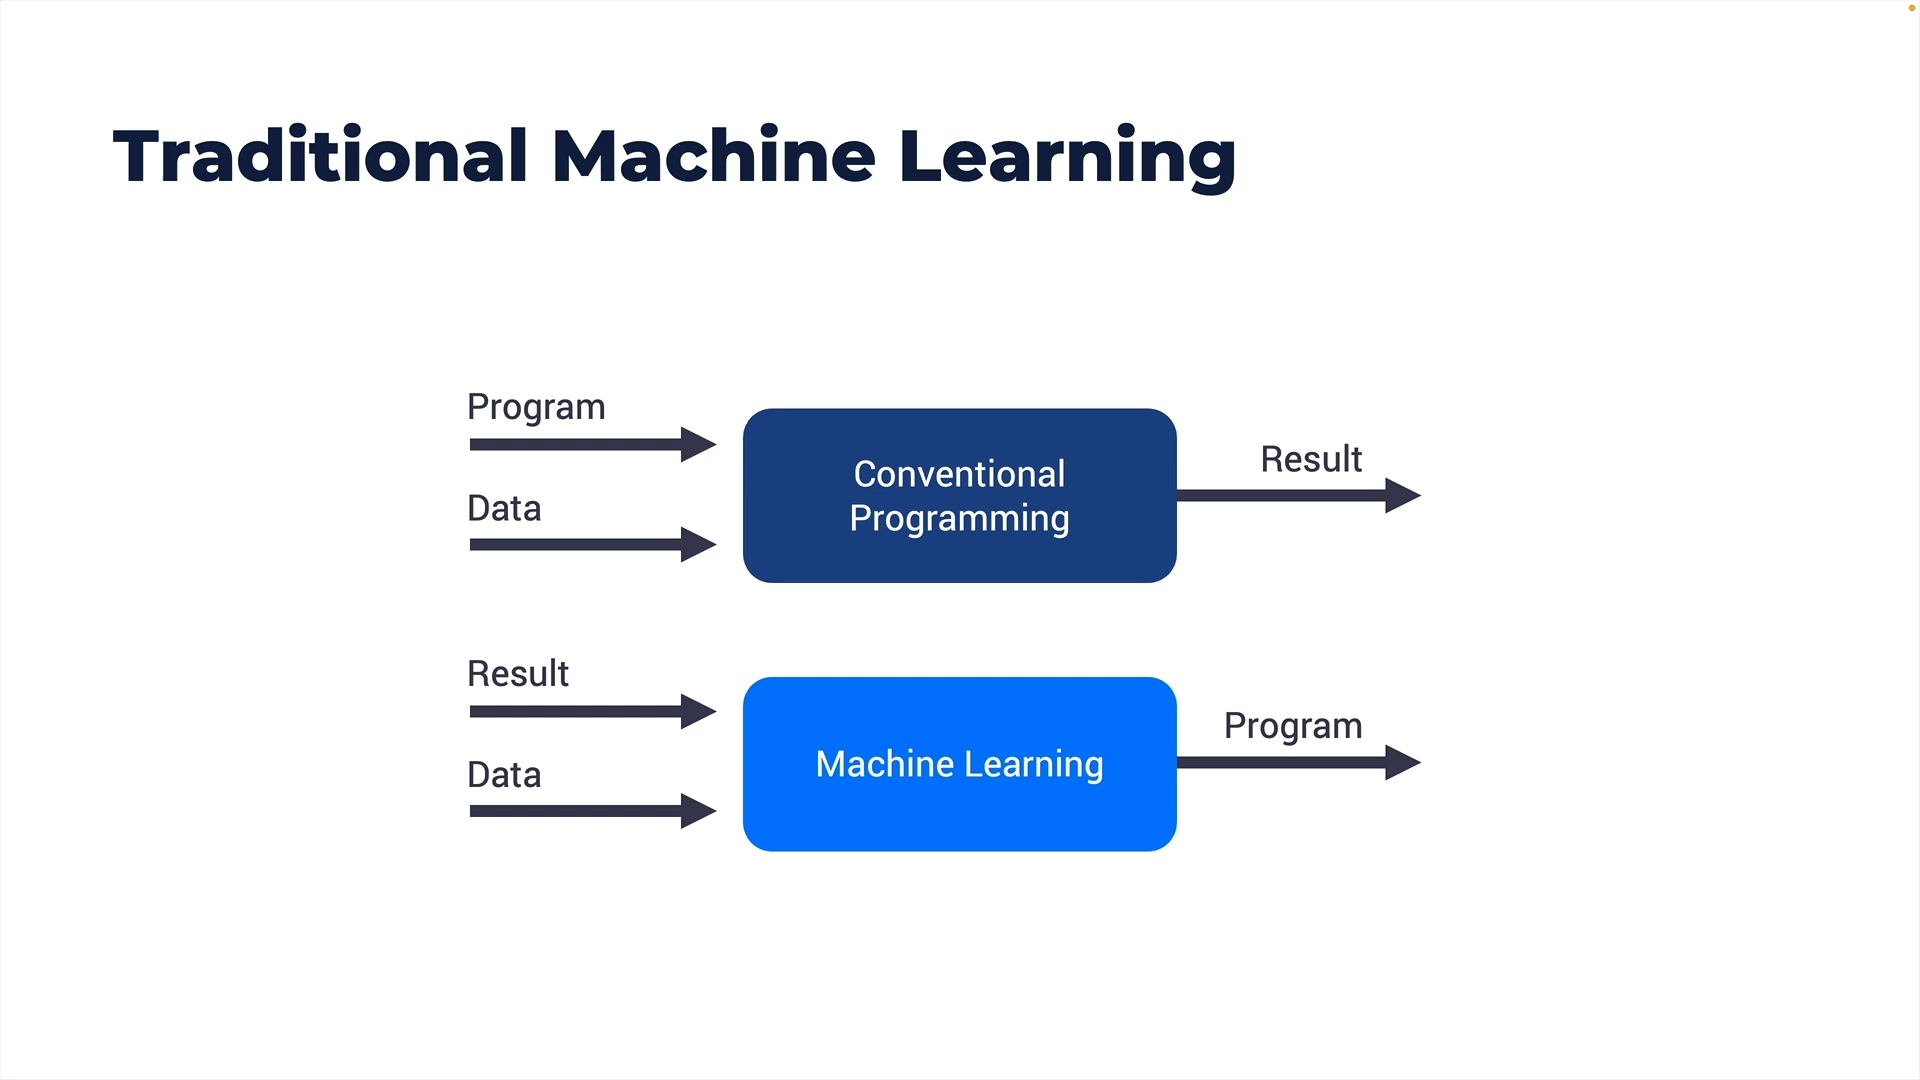 Traditional Machine Learning
Program
Data
Conventional
Programming
Result
Result
Data
Machine Learning
Program